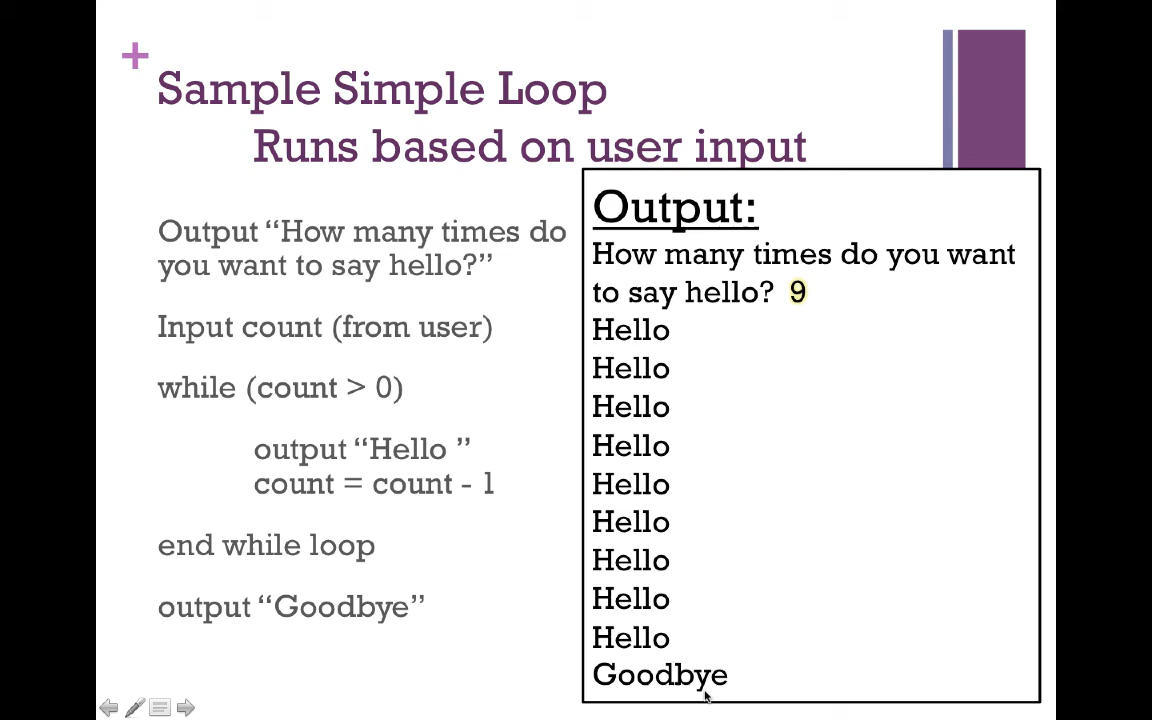 +
Sample Simple Loop
Runs based on user input
Output “How many times do
you want to say hello?”
Input count (from user)
while (count > 0)
output “Hello ”
count = count - 1
end while loop
output “Goodbye”
Output:
How many times do you want
to say hello? 9
Hello
Hello
Hello
Hello
Hello
Hello
Hello
Hello
Hello
Goodbye